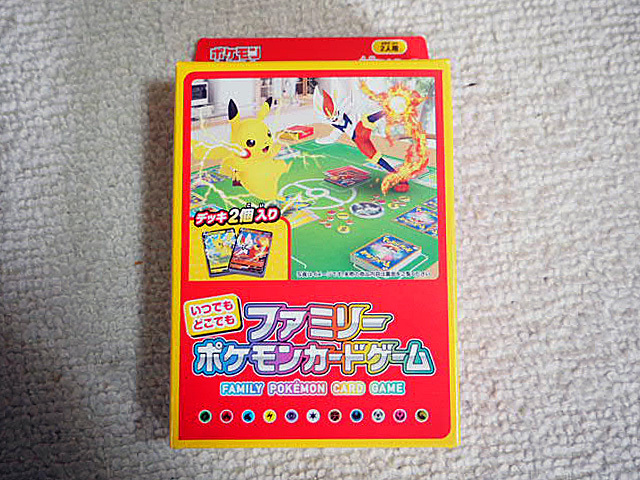 ポケモン
2人用
デッキ2個入り
いつでも
どこでも
ファミリー
ポケモンカードゲーム
FAMILY POKÉMON CARD GAME